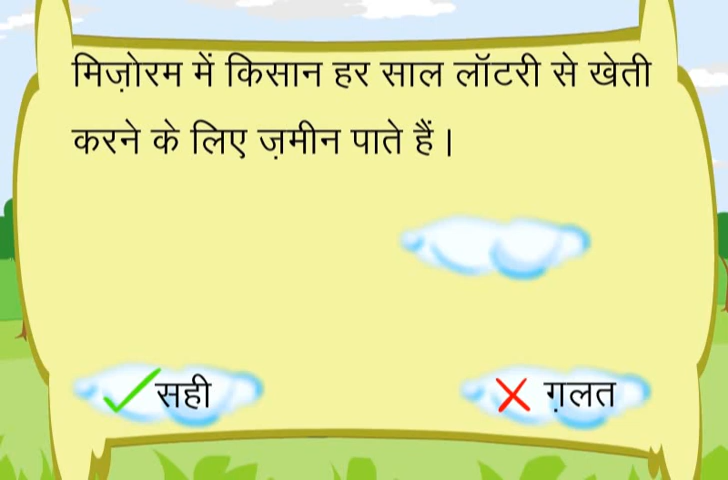 मिज़ोरम में किसान हर साल लॉटरी से खेती
करने के लिए ज़मीन पाते हैं।
सही
ग़लत